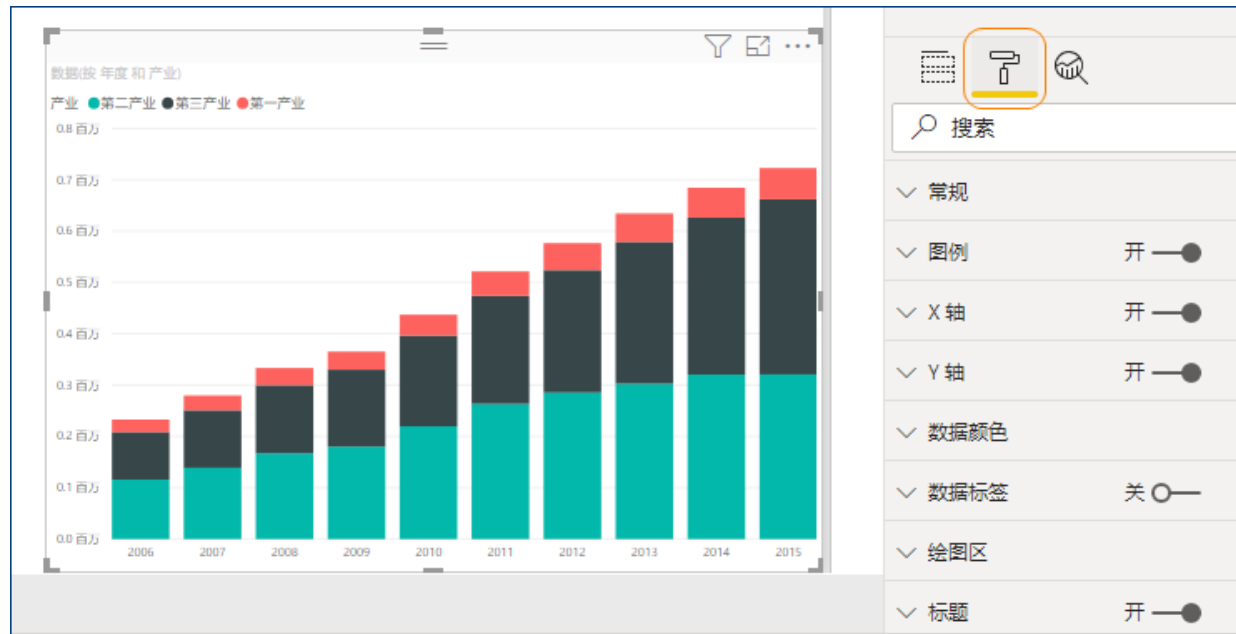 数据(按 年度 和 产业)
产业 第二产业 第三产业 第一产业
0.8 百万
0.7 百万
0.6 百万
0.5 百万
0.4 百万
0.3 百万
0.2 百万
0.1 百万
0.0 百万
2006 2007 2008 2009 2010 2011 2012 2013 2014 2015
搜索
常规
图例 开
X 轴 开
Y 轴 开
数据颜色
数据标签 关
绘图区
标题 开